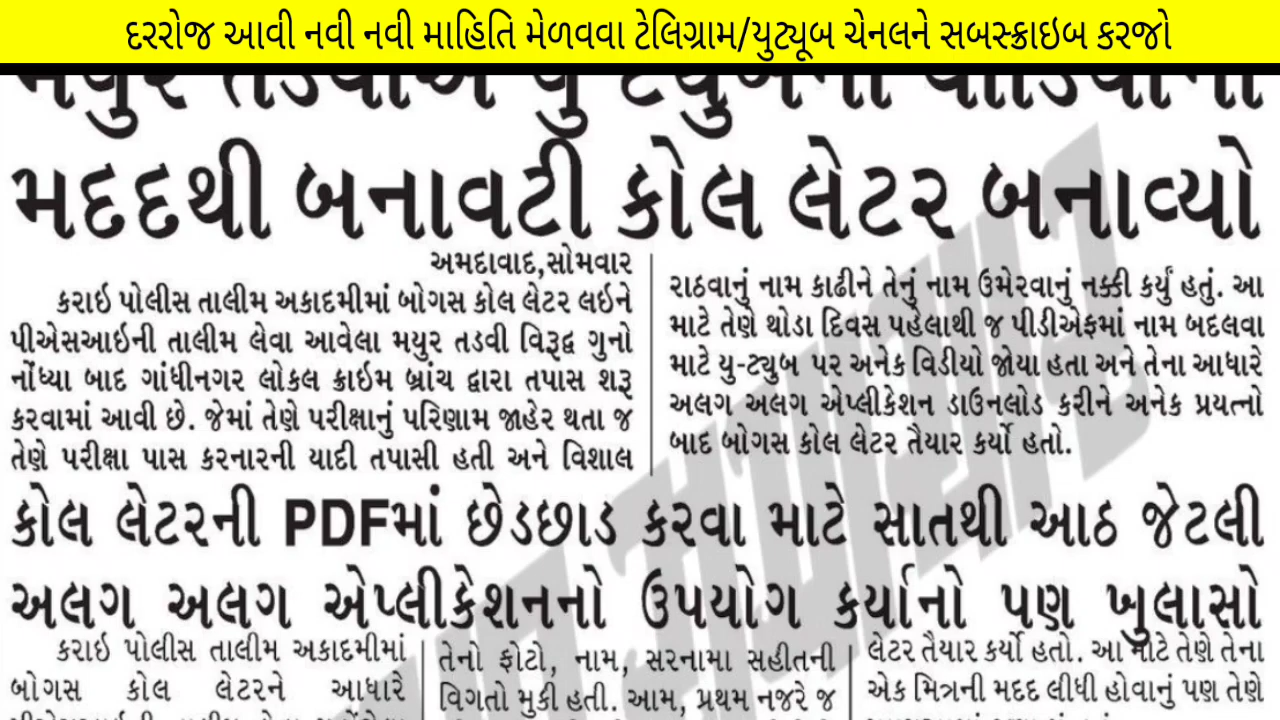 દરરોજ આવી નવી નવી માહિતિ મેળવવા ટેલિગ્રામ/યુટ્યૂબ ચેનલને સબસ્ક્રાઇબ કરજો
મયુર તડવીએ યુ ટ્યુબના વીડિયોની
મદદથી બનાવટી કોલ લેટર બનાવ્યો
અમદાવાદ,સોમવાર
કરાઇ પોલીસ તાલીમ અકાદમીમાં બોગસ કોલ લેટર લઇને
પીએસઆઇની તાલીમ લેવા આવેલા મયુર તડવી વિરૂદ્ધ ગુનો
નોંધ્યા બાદ ગાંધીનગર લોકલ ક્રાઇમ બ્રાંચ દ્વારા તપાસ શરૂ
કરવામાં આવી છે. જેમાં તેણે પરીક્ષાનું પરિણામ જાહેર થતા જ
તેણે પરીક્ષા પાસ કરનારની યાદી તપાસી હતી અને વિશાલ
રાઠવાનું નામ કાઢીને તેનું નામ ઉમેરવાનું નક્કી કર્યું હતું. આ
માટે તેણે થોડા દિવસ પહેલાથી જ પીડીએફમાં નામ બદલવા
માટે યુ-ટ્યુબ પર અનેક વિડીયો જોયા હતા અને તેના આધારે
અલગ અલગ એપ્લીકેશન ડાઉનલોડ કરીને અનેક પ્રયત્નો
બાદ બોગસ કોલ લેટર તૈયાર કર્યો હતો.
કોલ લેટરની PDFમાં છેડછાડ કરવા માટે સાતથી આઠ જેટલી
અલગ અલગ એપ્લીકેશનનો ઉપયોગ કર્યાનો પણ ખુલાસો
કરાઇ પોલીસ તાલીમ અકાદમીમાં
બોગસ કોલ લેટરને આધારે
તેનો ફોટો, નામ, સરનામા સહીતની
વિગતો મુકી હતી. આમ, પ્રથમ નજરે જ
લેટર તૈયાર કર્યો હતો. આ માટે તેણે તેના
એક મિત્રની મદદ લીધી હોવાનું પણ તેણે